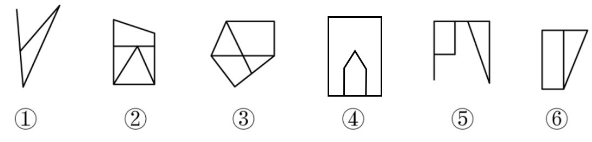 ① ② ③ ④ ⑤ ⑥